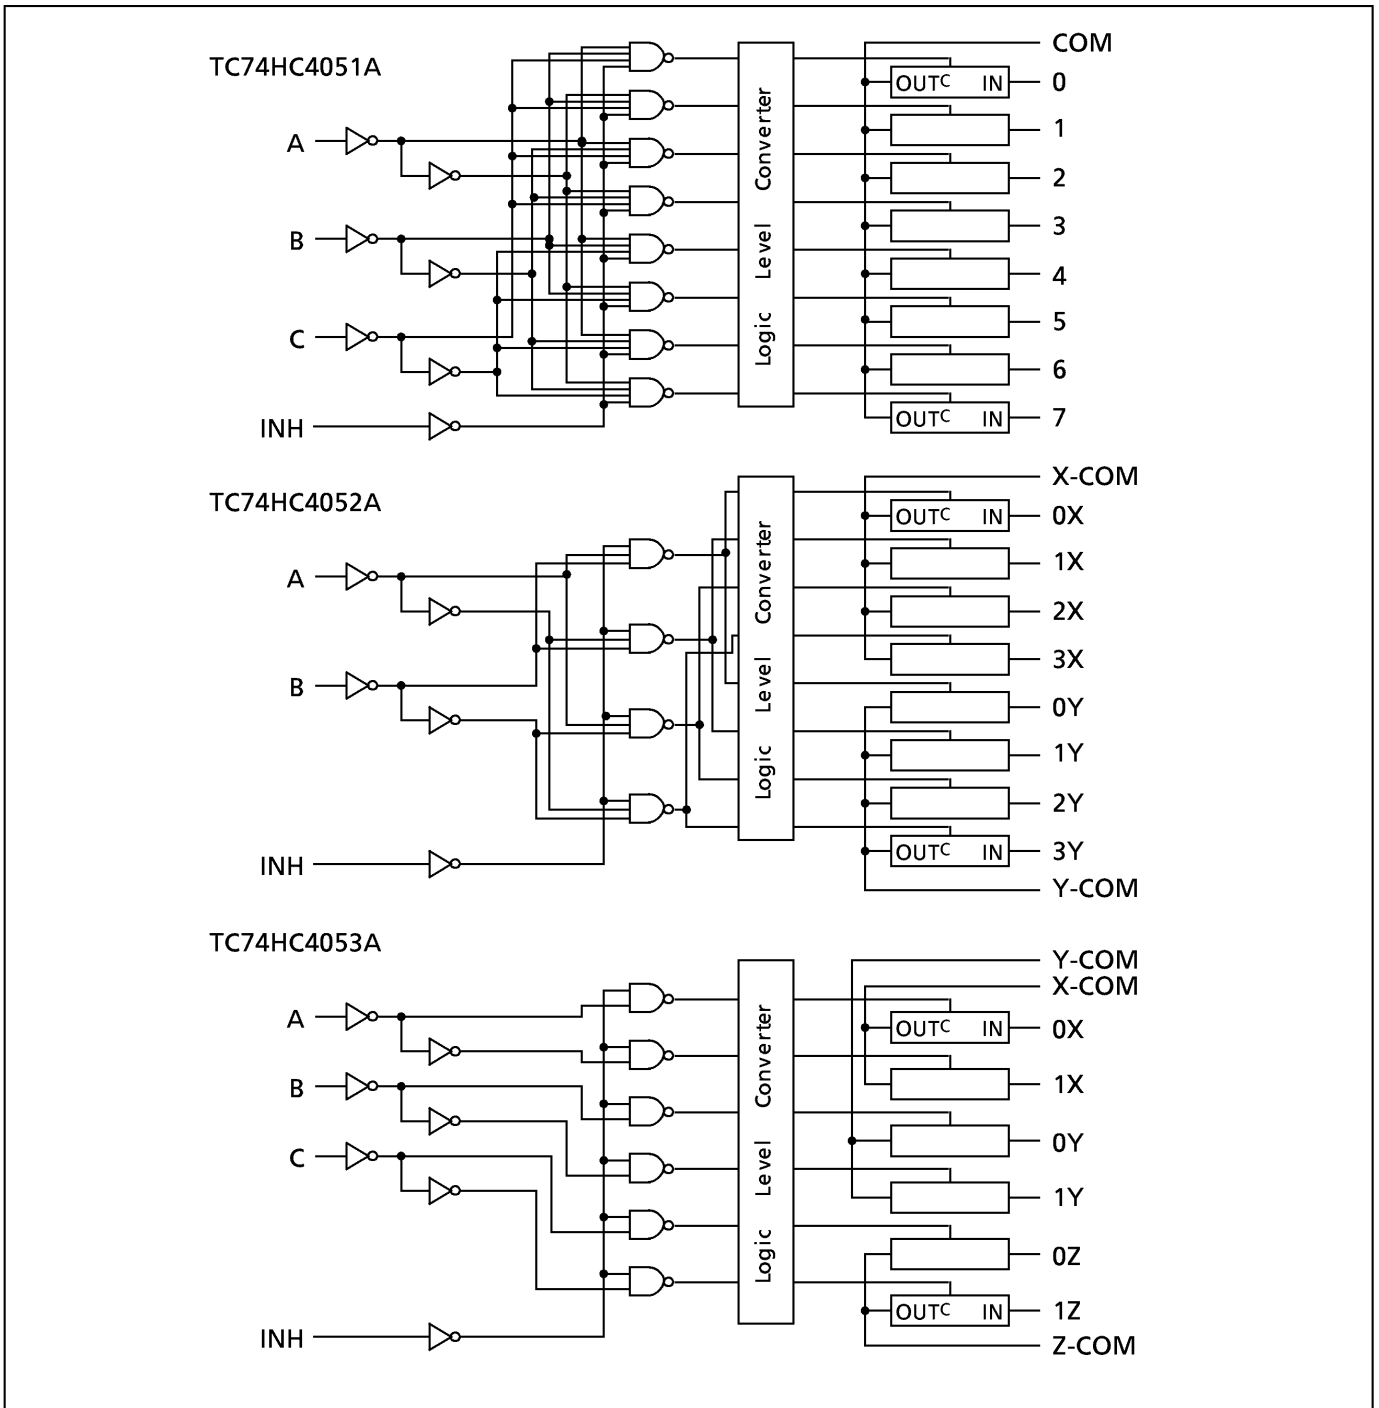 TC74HC4051A
COM
OUTC IN 0
1
A
2
3
B
4
5
C
6
OUTC IN 7
INH
Logic Level Converter
TC74HC4052A
X-COM
OUTC IN 0X
1X
A
2X
3X
B
0Y
1Y
2Y
OUTC IN 3Y
INH
Y-COM
Logic Level Converter
TC74HC4053A
Y-COM
X-COM
A
OUTC IN 0X
B
1X
0Y
C
1Y
0Z
OUTC IN 1Z
INH
Z-COM
Logic Level Converter